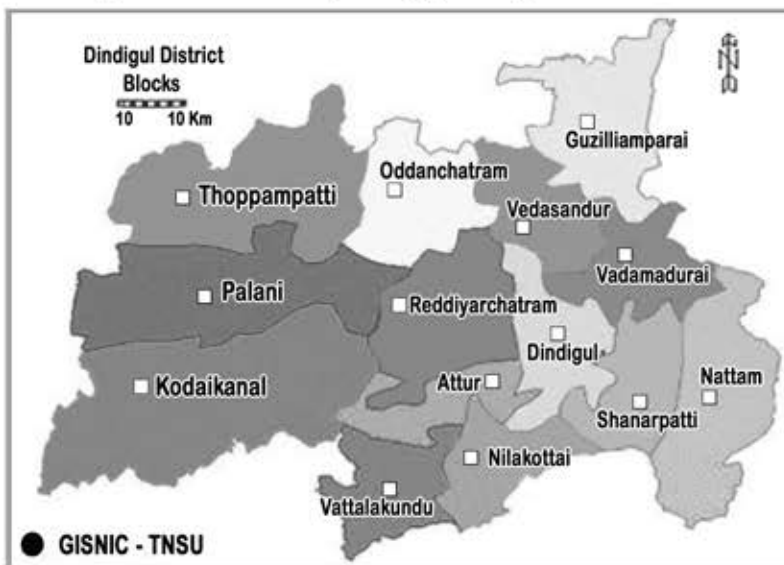 Dindigul District
Blocks
10 10 Km
Guzilliamparai
Oddanchatram
Thoppampatti
Vedasandur
Vadamadurai
Palani
Reddiyarchatram
Dindigul
Attur
Kodaikanal
Nattam
Shanarpatti
Nilakottai
Vattalakundu
GISNIC - TNSU